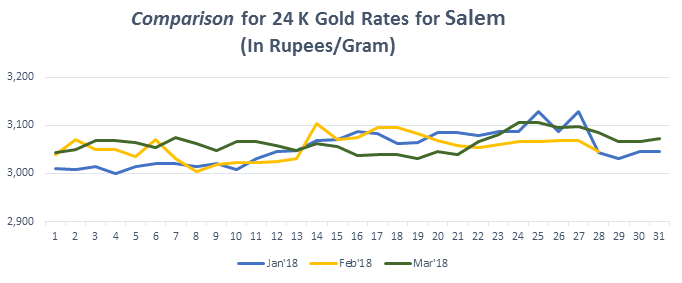 Comparison for 24 K Gold Rates for Salem
(In Rupees/Gram)
3,200
3,100
3,000
2,900
1 2 3 4 5 6 7 8 9 10 11 12 13 14 15 16 17 18 19 20 21 22 23 24 25 26 27 28 29 30 31
Jan'18 Feb'18 Mar'18